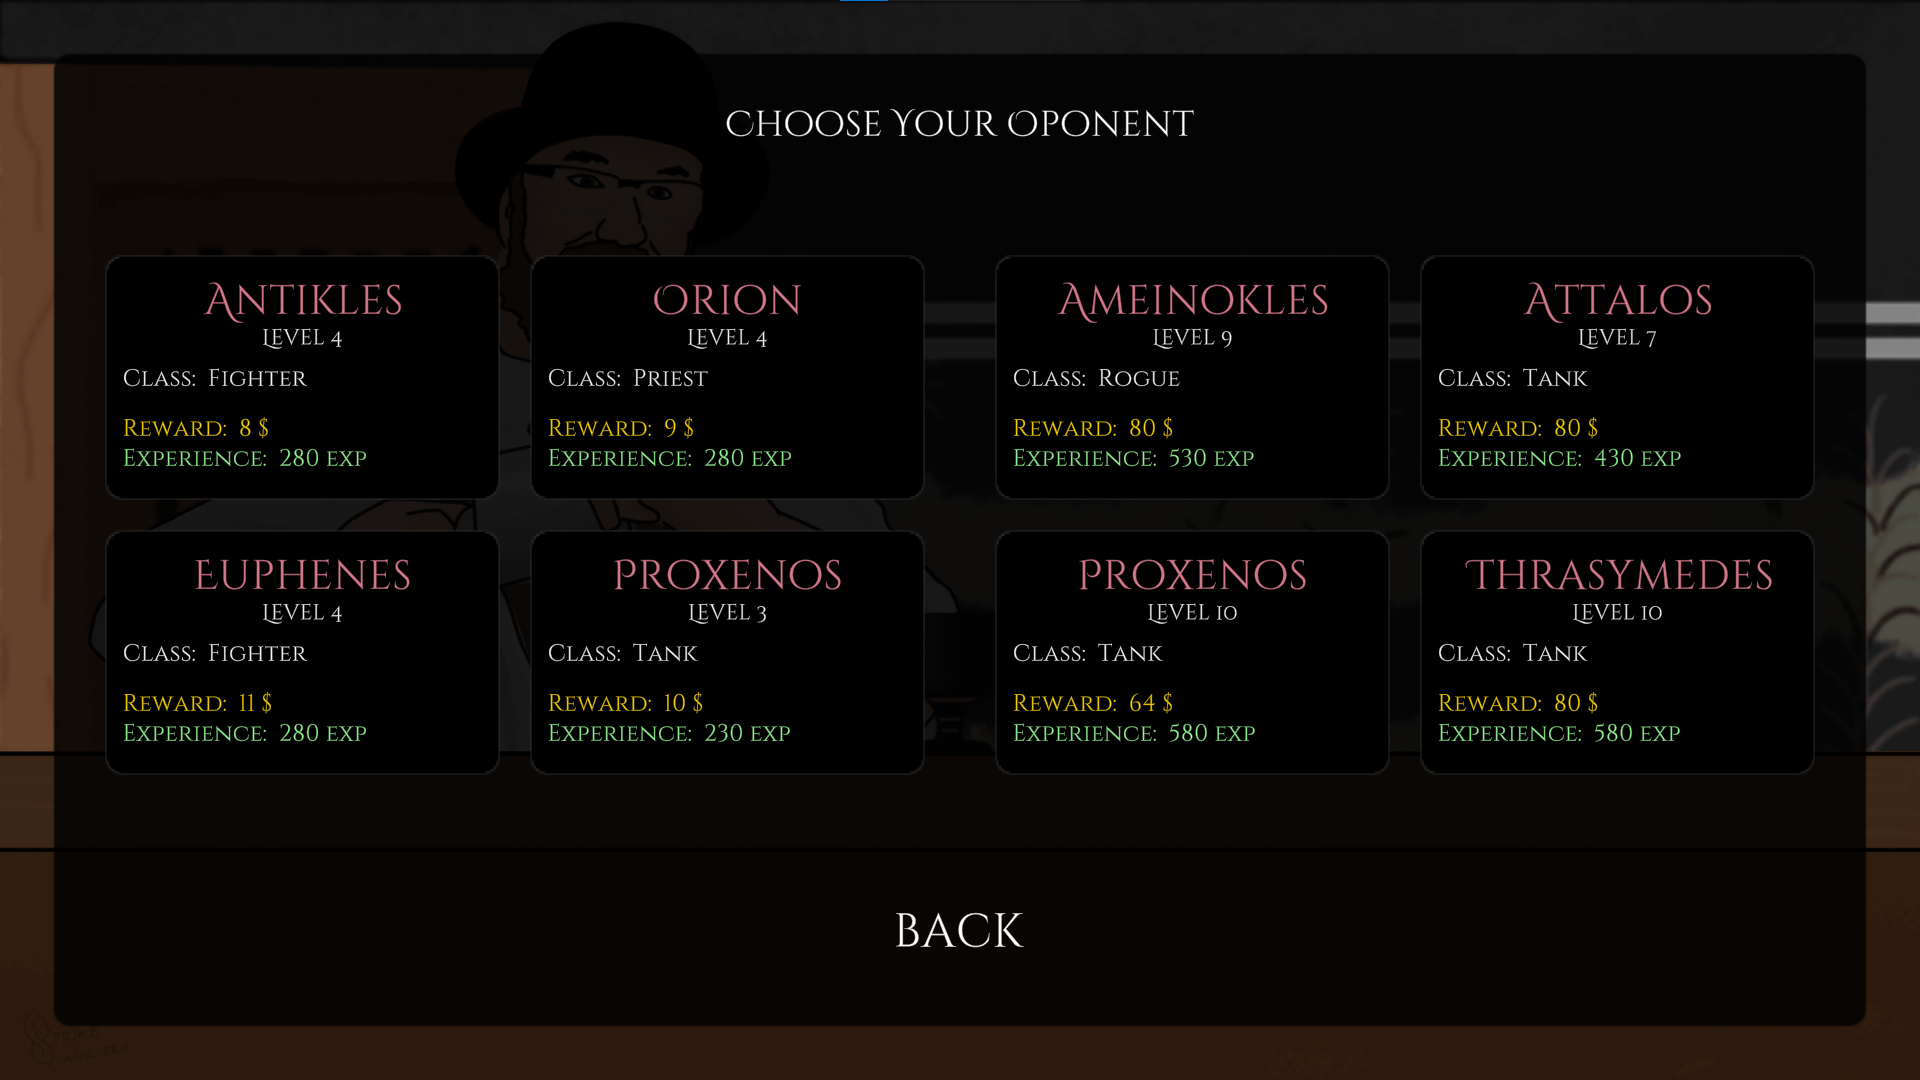 Choose Your Oponent
Antikles
Level 4
Class: Fighter
Reward: 8 $
Experience: 280 exp
Orion
Level 4
Class: Priest
Reward: 9 $
Experience: 280 exp
Ameinokles
Level 9
Class: Rogue
Reward: 80 $
Experience: 530 exp
Attalos
Level 7
Class: Tank
Reward: 80 $
Experience: 430 exp
Euphenes
Level 4
Class: Fighter
Reward: 11 $
Experience: 280 exp
Proxenos
Level 3
Class: Tank
Reward: 10 $
Experience: 230 exp
Proxenos
Level 10
Class: Tank
Reward: 64 $
Experience: 580 exp
Thrasymedes
Level 10
Class: Tank
Reward: 80 $
Experience: 580 exp
Back